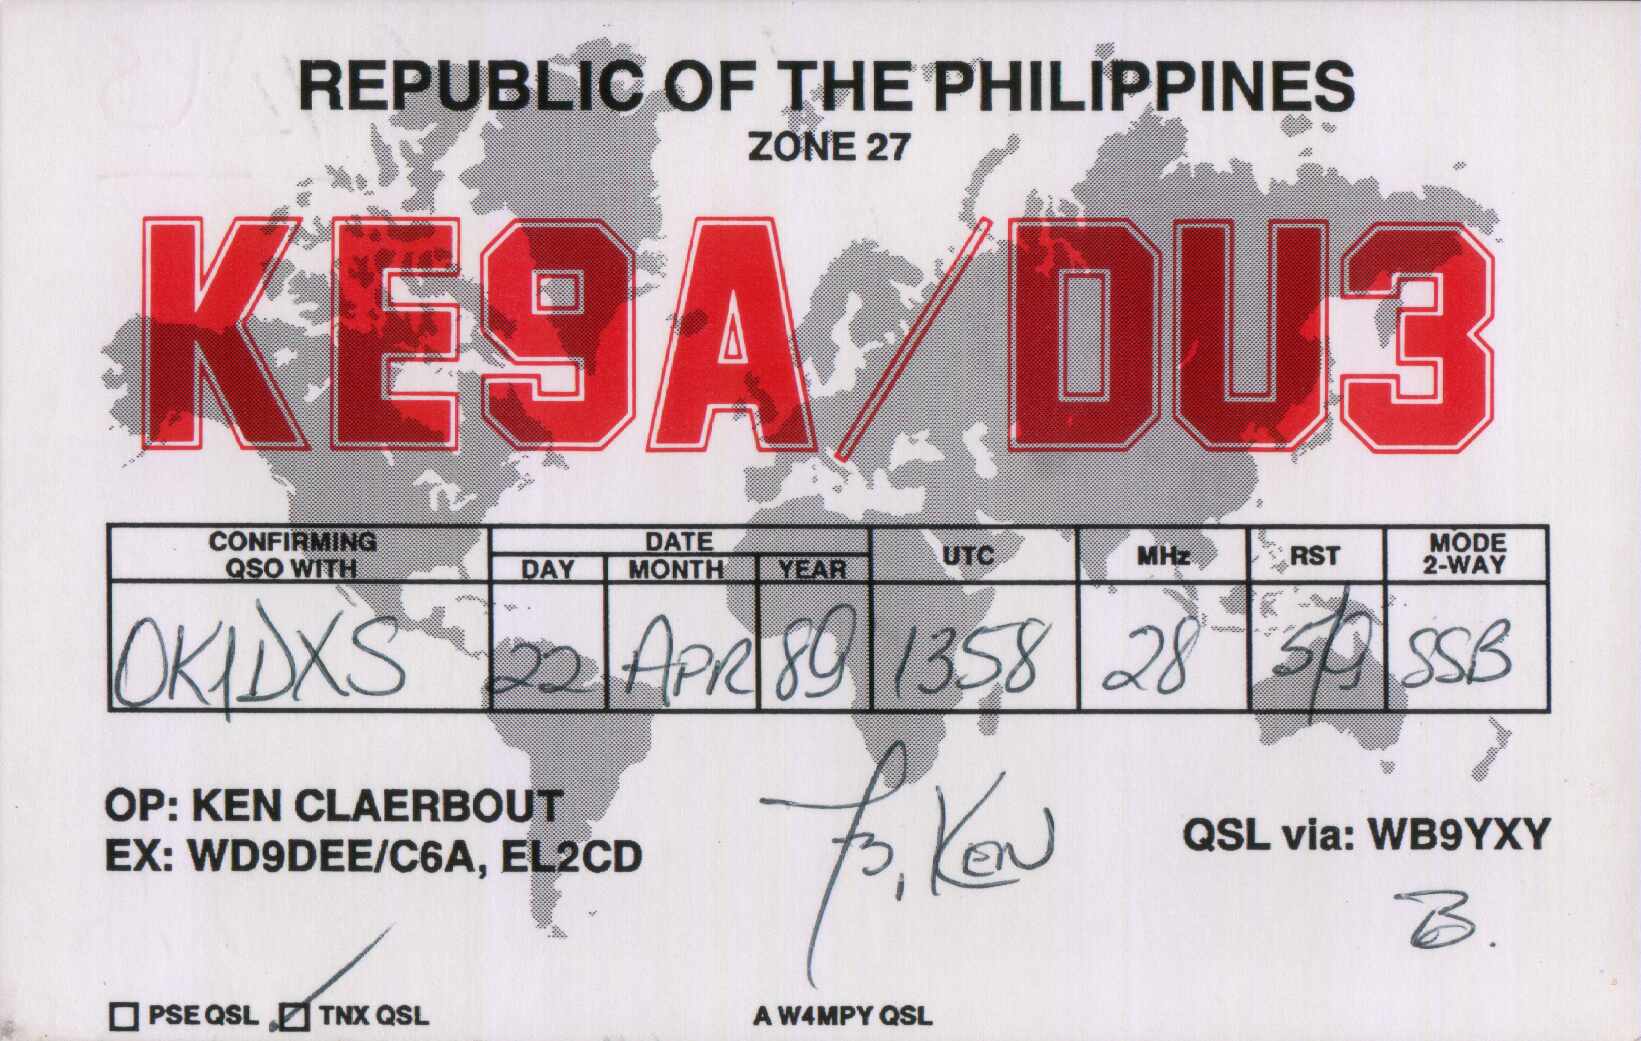 REPUBLIC OF THE PHILIPPINES
ZONE 27
KE9A/DU3
CONFIRMING QSO WITH DATE DAY MONTH YEAR UTC MHz RST MODE 2-WAY
OK1DXS 22 APR 89 1358 28 5/9 SSB
OP: KEN CLAERBOUT
EX: WD9DEE/C6A, EL2CD
73, KEN
QSL via: WB9YXY
B.
PSE QSL TNX QSL
A W4MPY QSL